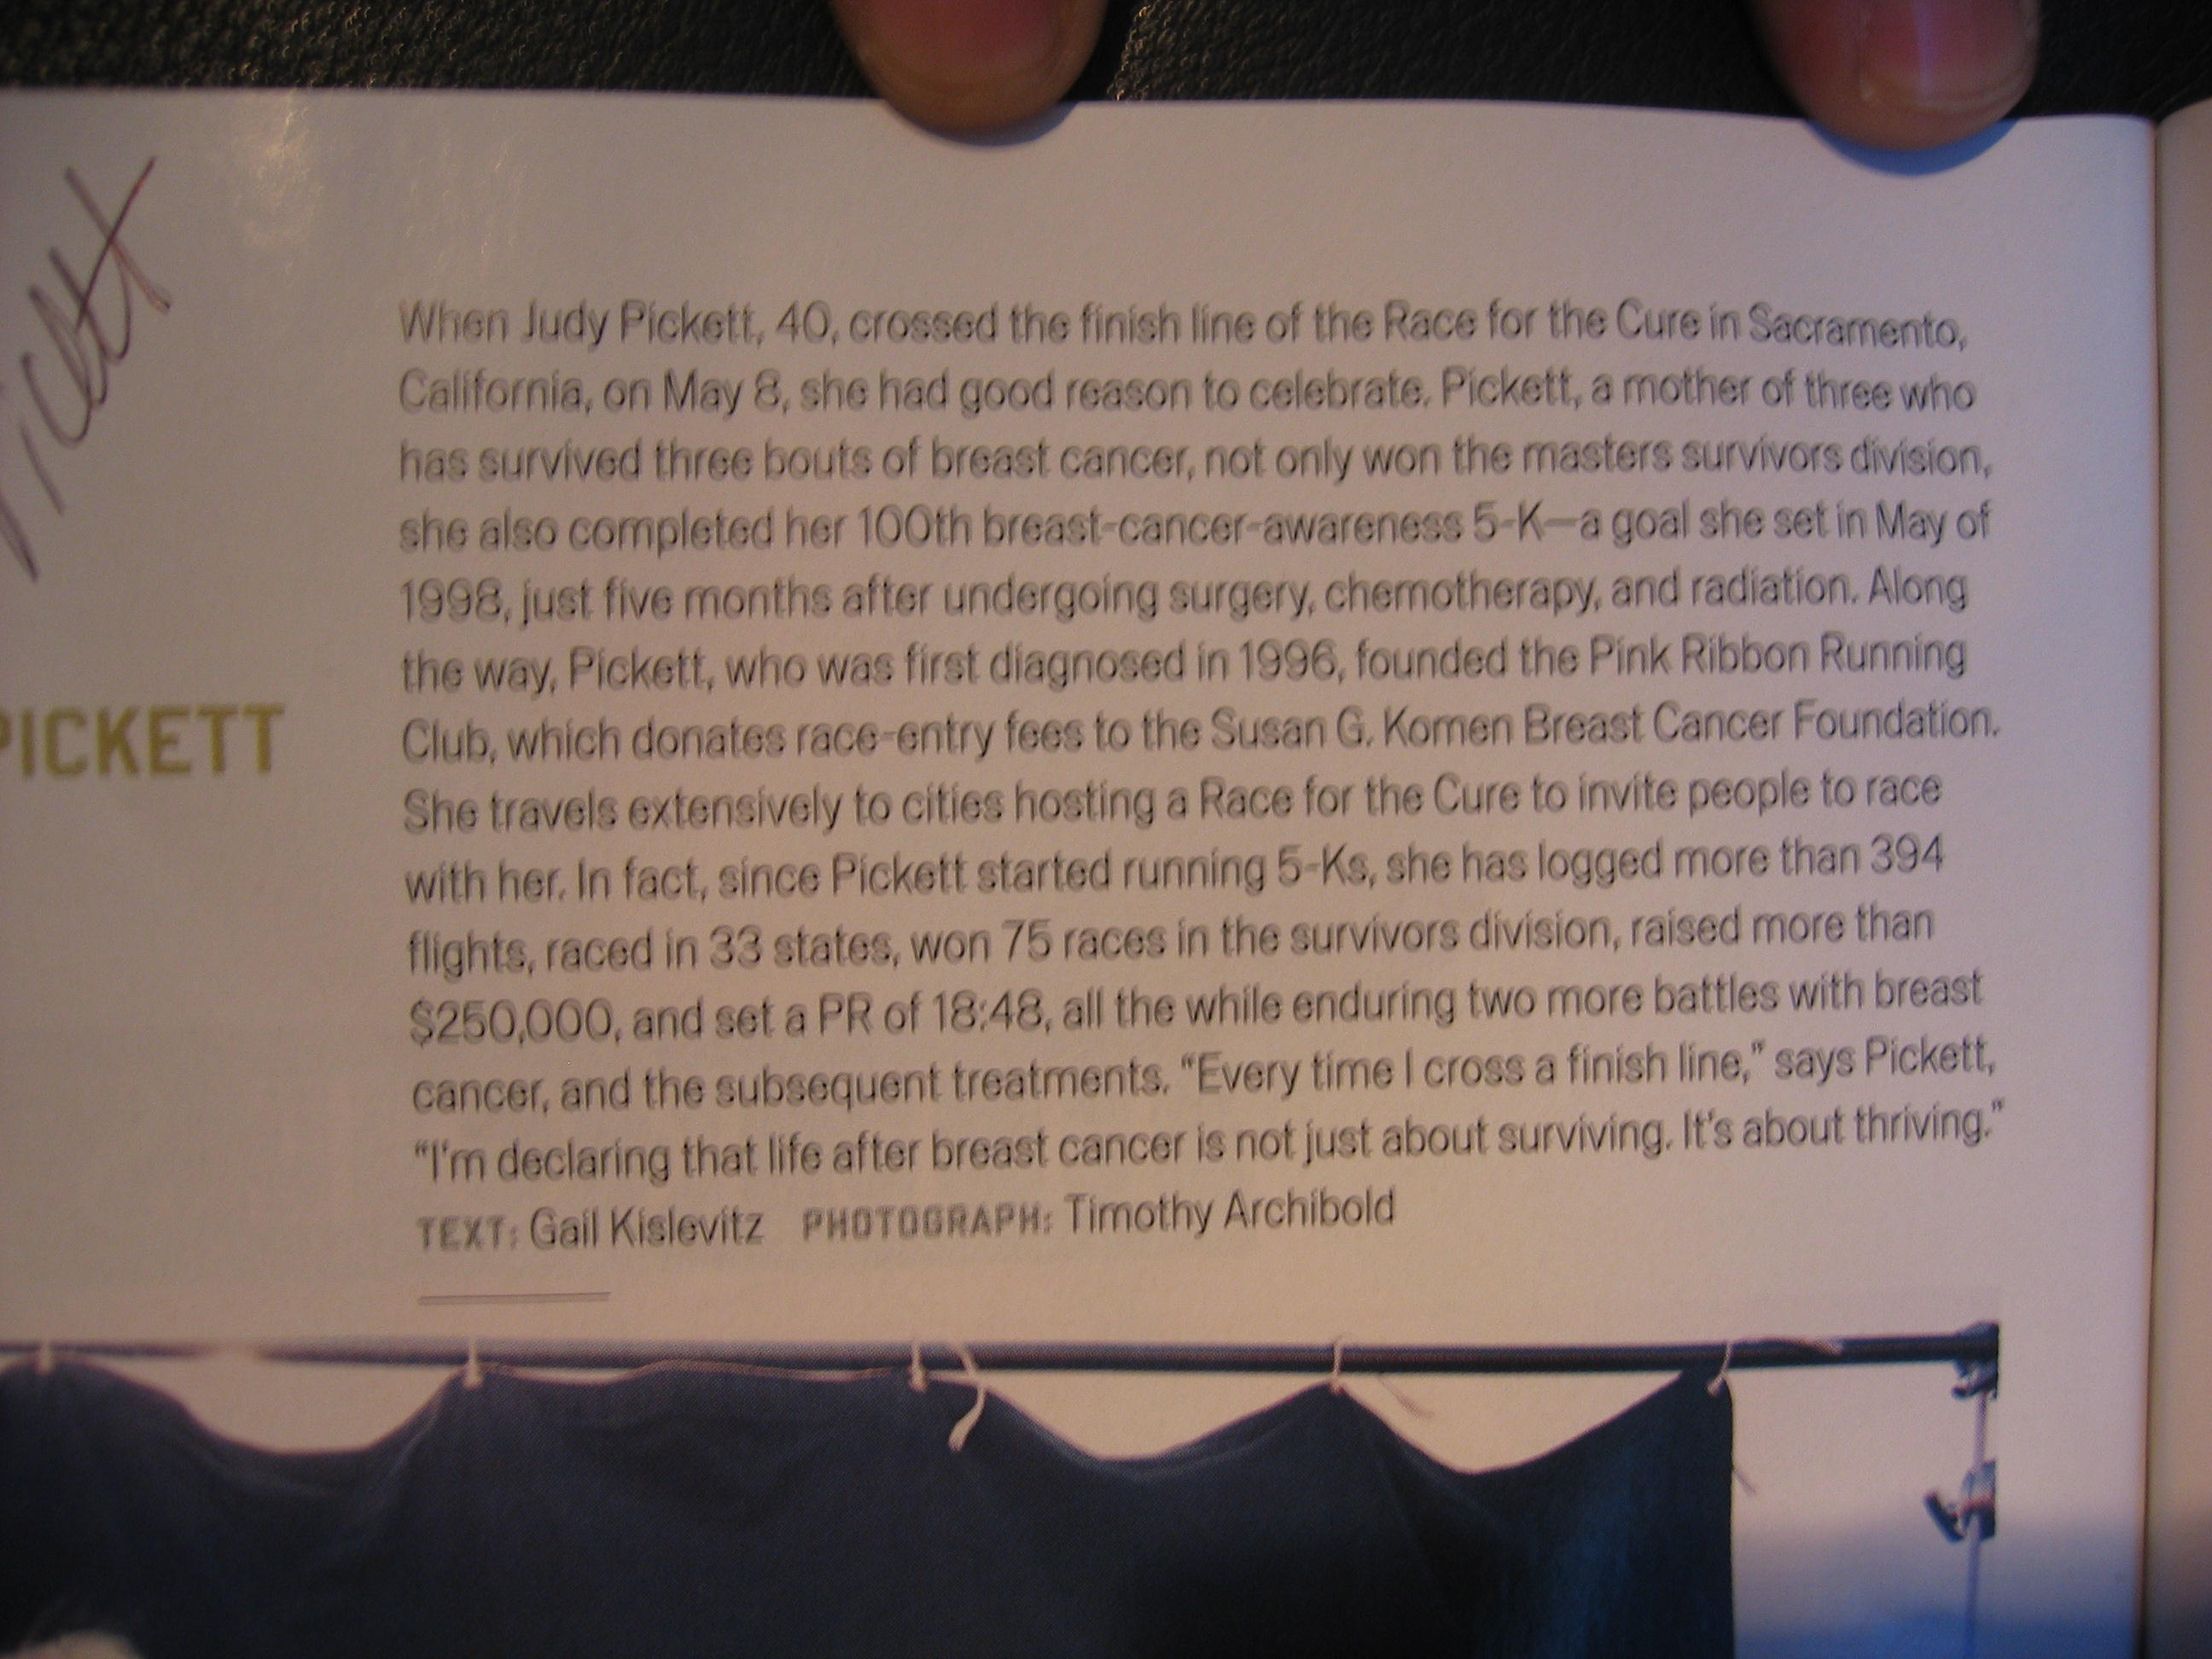 PICKETT
When Judy Pickett, 40, crossed the finish line of the Race for the Cure in Sacramento,
California, on May 8, she had good reason to celebrate. Pickett, a mother of three who
has survived three bouts of breast cancer, not only won the masters survivors division,
she also completed her 100th breast-cancer-awareness 5-K—a goal she set in May of
1998, just five months after undergoing surgery, chemotherapy, and radiation. Along
the way, Pickett, who was first diagnosed in 1996, founded the Pink Ribbon Running
Club, which donates race-entry fees to the Susan G. Komen Breast Cancer Foundation.
She travels extensively to cities hosting a Race for the Cure to invite people to race
with her. In fact, since Pickett started running 5-Ks, she has logged more than 394
flights, raced in 33 states, won 75 races in the survivors division, raised more than
$250,000, and set a PR of 18:48, all the while enduring two more battles with breast
cancer, and the subsequent treatments. “Every time I cross a finish line,” says Pickett,
“I’m declaring that life after breast cancer is not just about surviving. It’s about thriving.”
TEXT: Gail Kislevitz PHOTOGRAPH: Timothy Archibold